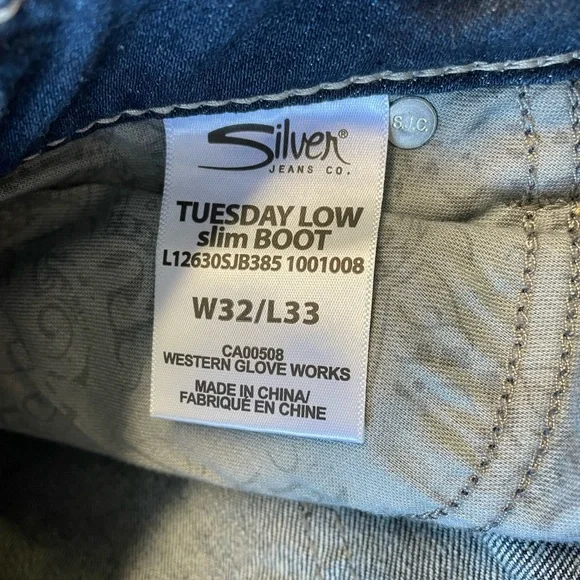 Silver®
JEANS CO.
S.J.C.
TUESDAY LOW
slim BOOT
L12630SJB385 1001008
W32/L33
CA00508
WESTERN GLOVE WORKS
MADE IN CHINA/
FABRIQUÉ EN CHINE